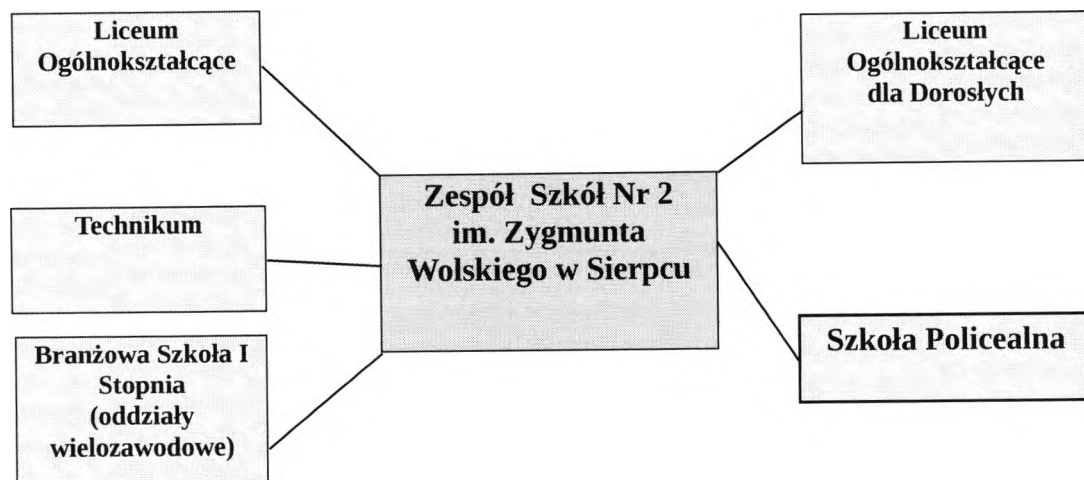 Liceum
Ogólnokształcące
Liceum
Ogólnokształcące
dla Dorosłych
Zespół Szkół Nr 2
im. Zygmunta
Wolskiego w Sierpcu
Technikum
Branżowa Szkoła I
Stopnia
(oddziały
wielozawodowe)
Szkoła Policealna